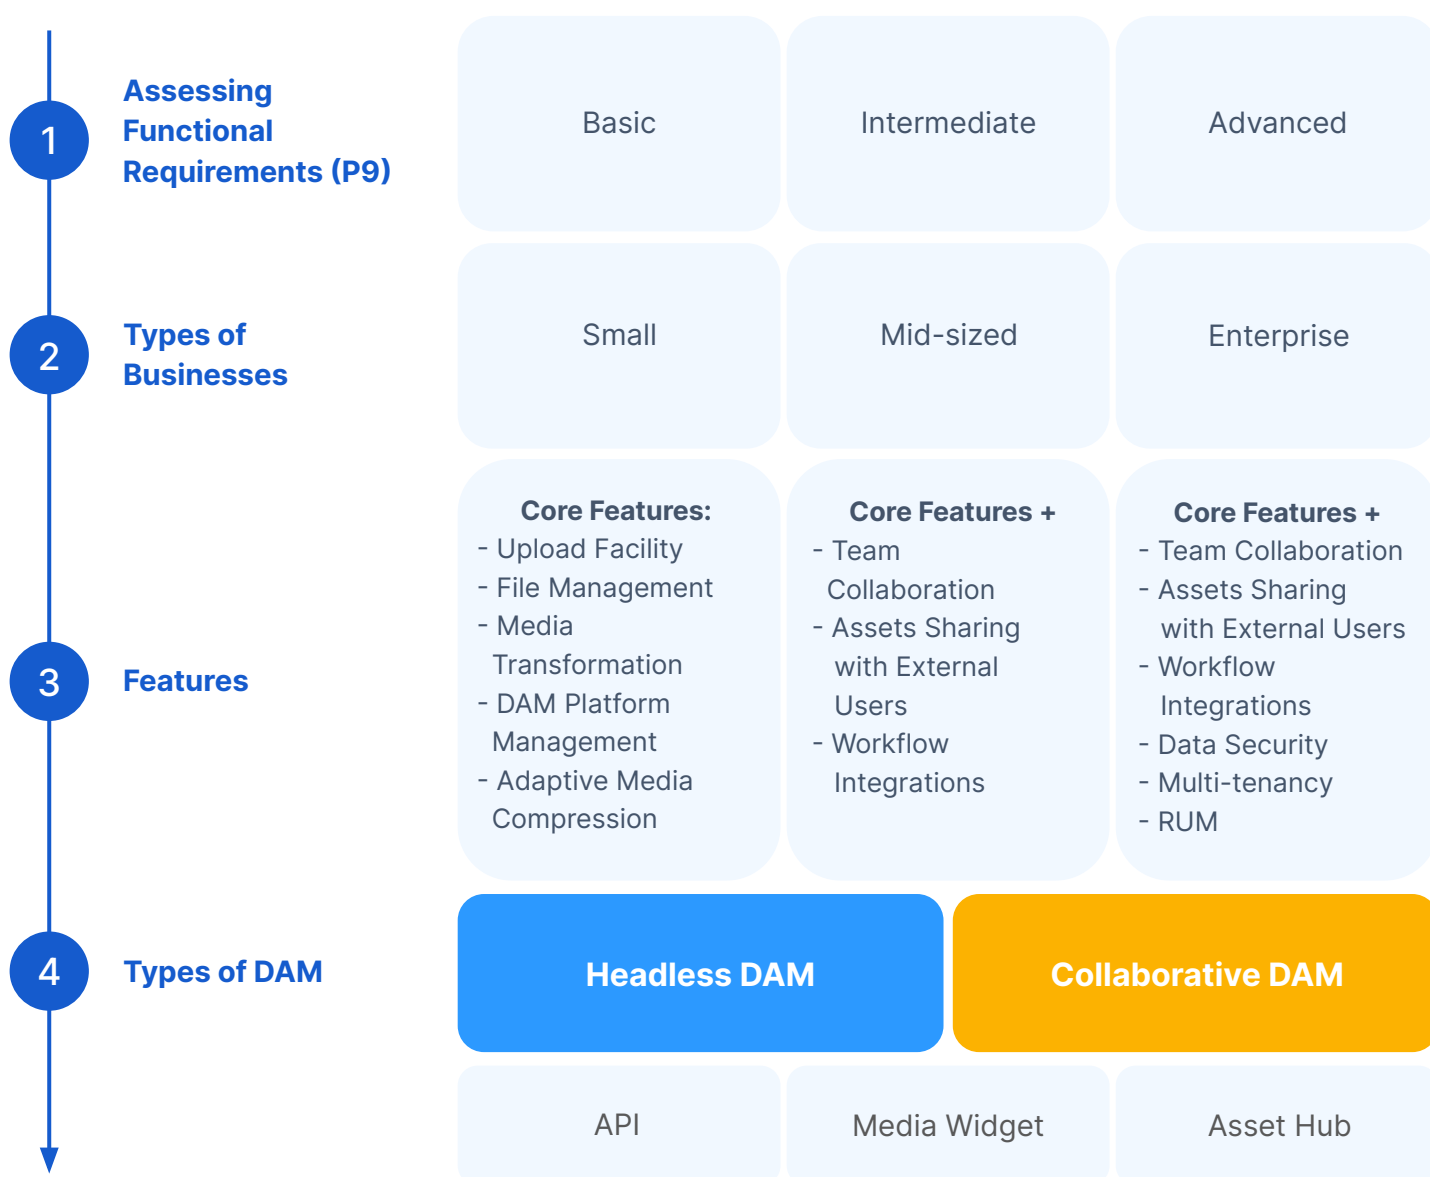 1
Assessing
Functional
Requirements (P9)
Basic
Intermediate
Advanced
2
Types of
Businesses
Small
Mid-sized
Enterprise
3
Features
Core Features:
- Upload Facility
- File Management
- Media
Transformation
- DAM Platform
Management
- Adaptive Media
Compression
Core Features +
- Team
Collaboration
- Assets Sharing
with External
Users
- Workflow
Integrations
Core Features +
- Team Collaboration
- Assets Sharing
with External Users
- Workflow
Integrations
- Data Security
- Multi-tenancy
- RUM
4
Types of DAM
Headless DAM
Collaborative DAM
API
Media Widget
Asset Hub